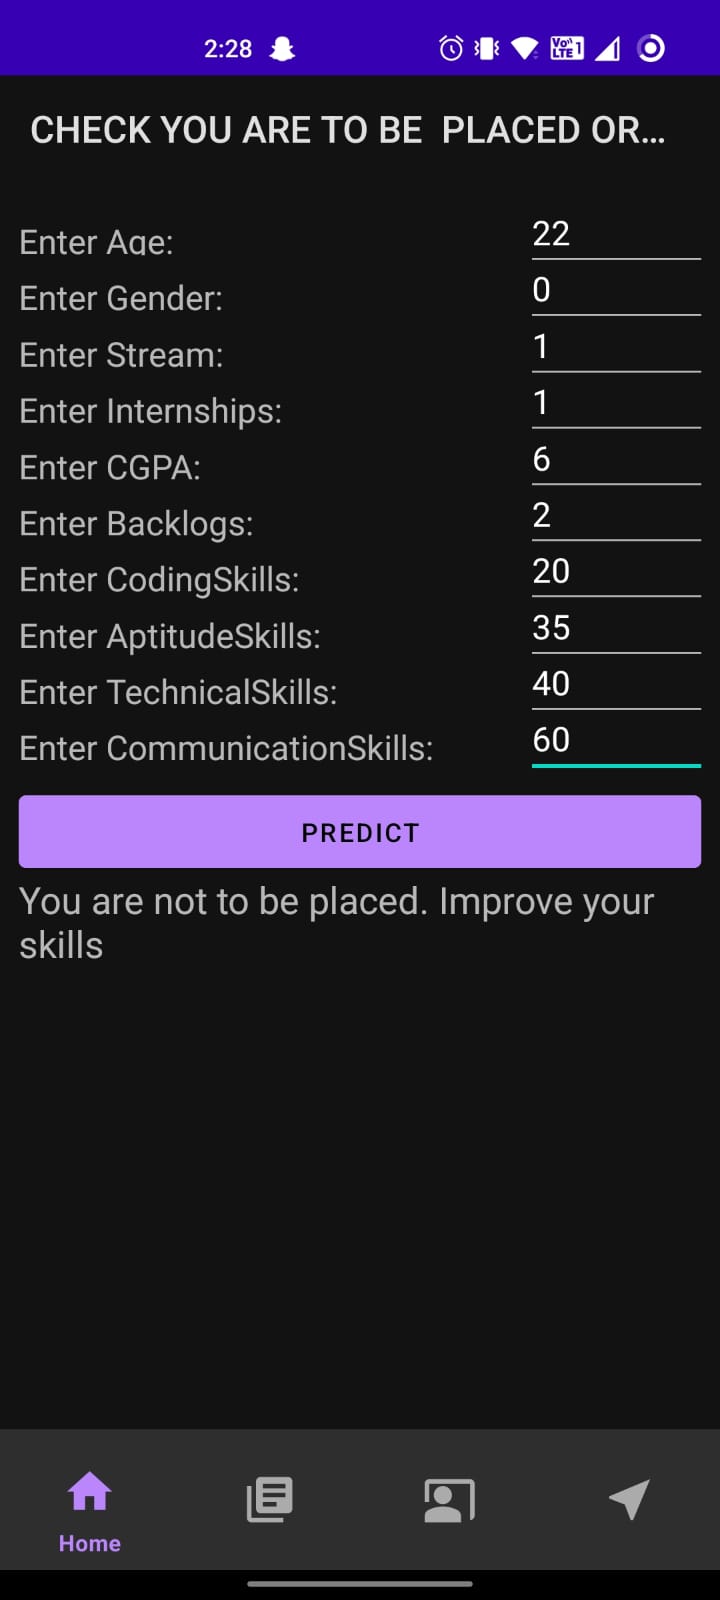 2:28
VoLTE 1
CHECK YOU ARE TO BE PLACED OR...
Enter Age: 22
Enter Gender: 0
Enter Stream: 1
Enter Internships: 1
Enter CGPA: 6
Enter Backlogs: 2
Enter CodingSkills: 20
Enter AptitudeSkills: 35
Enter TechnicalSkills: 40
Enter CommunicationSkills: 60
PREDICT
You are not to be placed. Improve your
skills
Home